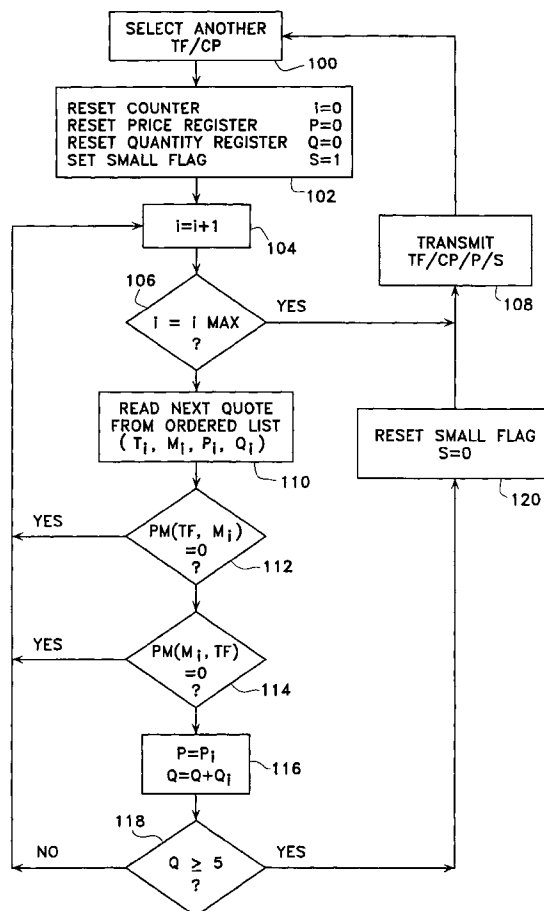 SELECT ANOTHER
TF/CP
100
RESET COUNTER i=0
RESET PRICE REGISTER P=0
RESET QUANTITY REGISTER Q=0
SET SMALL FLAG S=1
102
i=i+1
104
106
i = i MAX
?
YES
TRANSMIT
TF/CP/P/S
108
READ NEXT QUOTE
FROM ORDERED LIST
( Ti, Mi, Pi, Qi )
110
RESET SMALL FLAG
S=0
120
YES
PM(TF, Mi)
=0
?
112
YES
PM(Mi, TF)
=0
?
114
P=Pi
Q=Q+Qi
116
118
NO
Q ≥ 5
?
YES